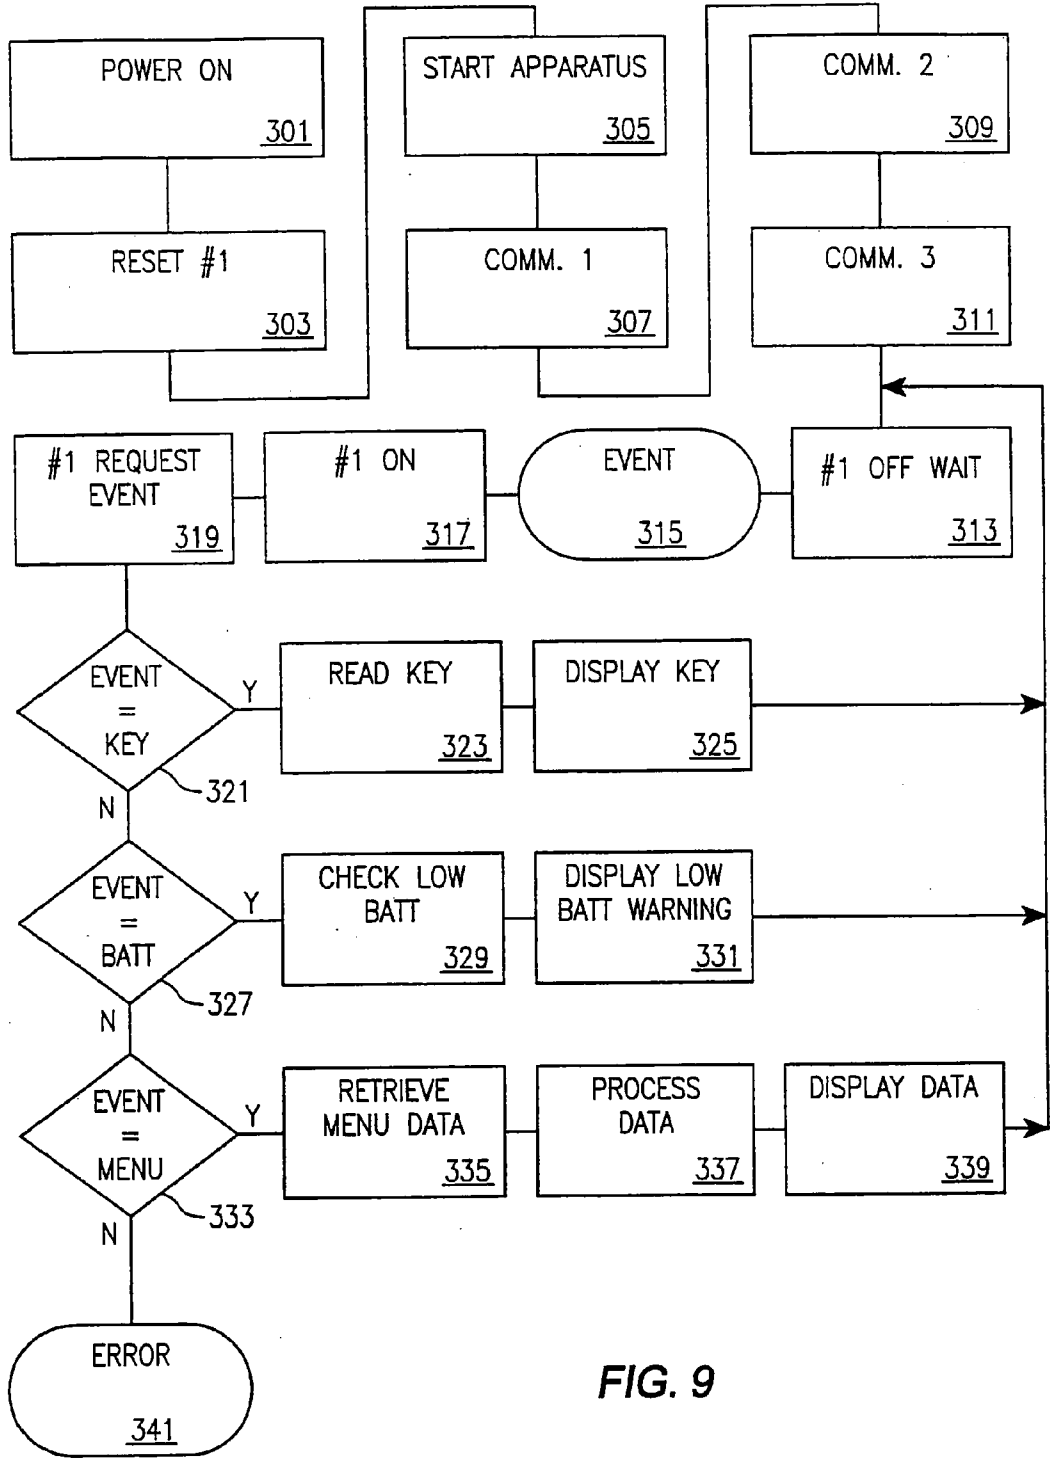 POWER ON
301
RESET #1
303
START APPARATUS
305
COMM. 1
307
COMM. 2
309
COMM. 3
311
#1 OFF WAIT
313
EVENT
315
#1 ON
317
#1 REQUEST
EVENT
319
EVENT
=
KEY
321
Y
N
READ KEY
323
DISPLAY KEY
325
EVENT
=
BATT
327
Y
N
CHECK LOW
BATT
329
DISPLAY LOW
BATT WARNING
331
EVENT
=
MENU
333
Y
N
RETRIEVE
MENU DATA
335
PROCESS
DATA
337
DISPLAY DATA
339
ERROR
341
FIG. 9